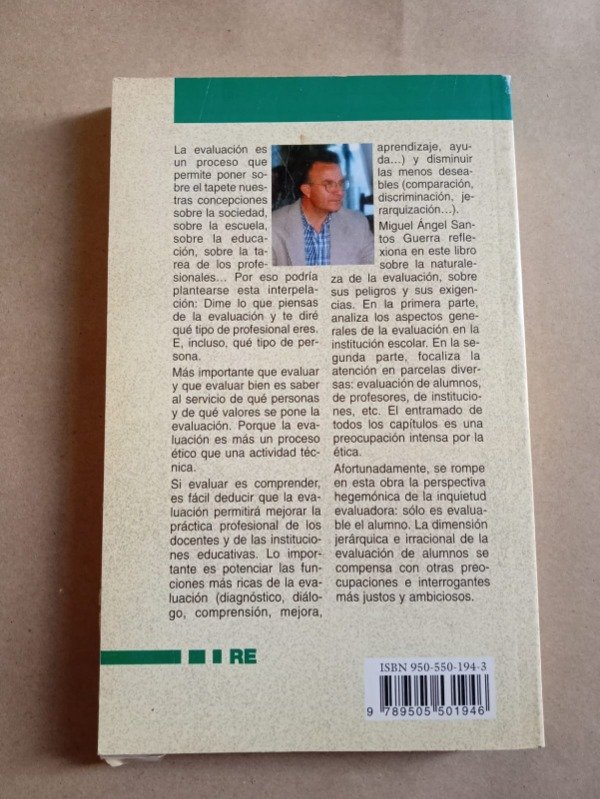 La evaluación es
un proceso que
permite poner so-
bre el tapete nues-
tras concepciones
sobre la sociedad,
sobre la escuela,
sobre la educa-
ción, sobre la ta-
rea de los profe-
sionales... Por eso podría
plantearse esta interpela-
ción: Dime lo que piensas
de la evaluación y te diré
qué tipo de profesional eres.
E, incluso, qué tipo de per-
sona.
Más importante que evaluar
y que evaluar bien es saber
al servicio de qué personas
y de qué valores se pone la
evaluación. Porque la eva-
luación es más un proceso
ético que una actividad téc-
nica.
Si evaluar es comprender,
es fácil deducir que la eva-
luación permitirá mejorar la
práctica profesional de los
docentes y de las institucio-
nes educativas. Lo impor-
tante es potenciar las fun-
ciones más ricas de la eva-
luación (diagnóstico, diálo-
go, comprensión, mejora,
aprendizaje, ayu-
da...) y disminuir
las menos desea-
bles (comparación,
discriminación, je-
rarquización...).
Miguel Ángel San-
tos Guerra refle-
xiona en este libro
sobre la naturale-
za de la evaluación, sobre
sus peligros y sus exigen-
cias. En la primera parte,
analiza los aspectos gene-
rales de la evaluación en la
institución escolar. En la se-
gunda parte, focaliza la
atención en parcelas diver-
sas: evaluación de alumnos,
de profesores, de institucio-
nes, etc. El entramado de
todos los capítulos es una
preocupación intensa por la
ética.
Afortunadamente, se rompe
en esta obra la perspectiva
hegemónica de la inquietud
evaluadora: sólo es evalua-
ble el alumno. La dimensión
jerárquica e irracional de la
evaluación de alumnos se
compensa con otras preo-
cupaciones e interrogantes
más justos y ambiciosos.
RE
ISBN 950-550-194-3
9 789505 501946